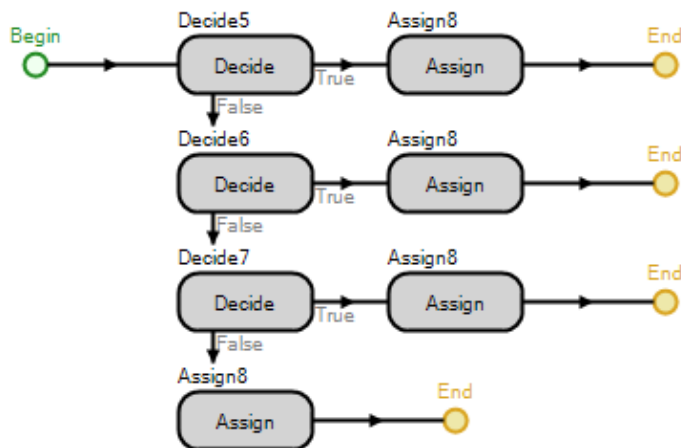 Begin
Decide5
Assign8
End
Decide
True
Assign
False
Decide6
Assign8
End
Decide
True
Assign
False
Decide7
Assign8
End
Decide
True
Assign
False
Assign8
End
Assign